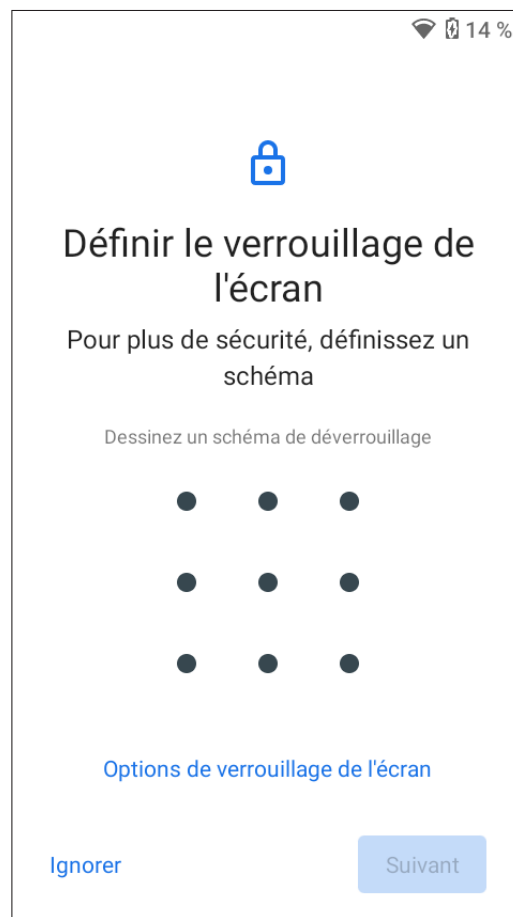 14 %
Définir le verrouillage de
l'écran
Pour plus de sécurité, définissez un
schéma
Dessinez un schéma de déverrouillage
Options de verrouillage de l'écran
Ignorer
Suivant